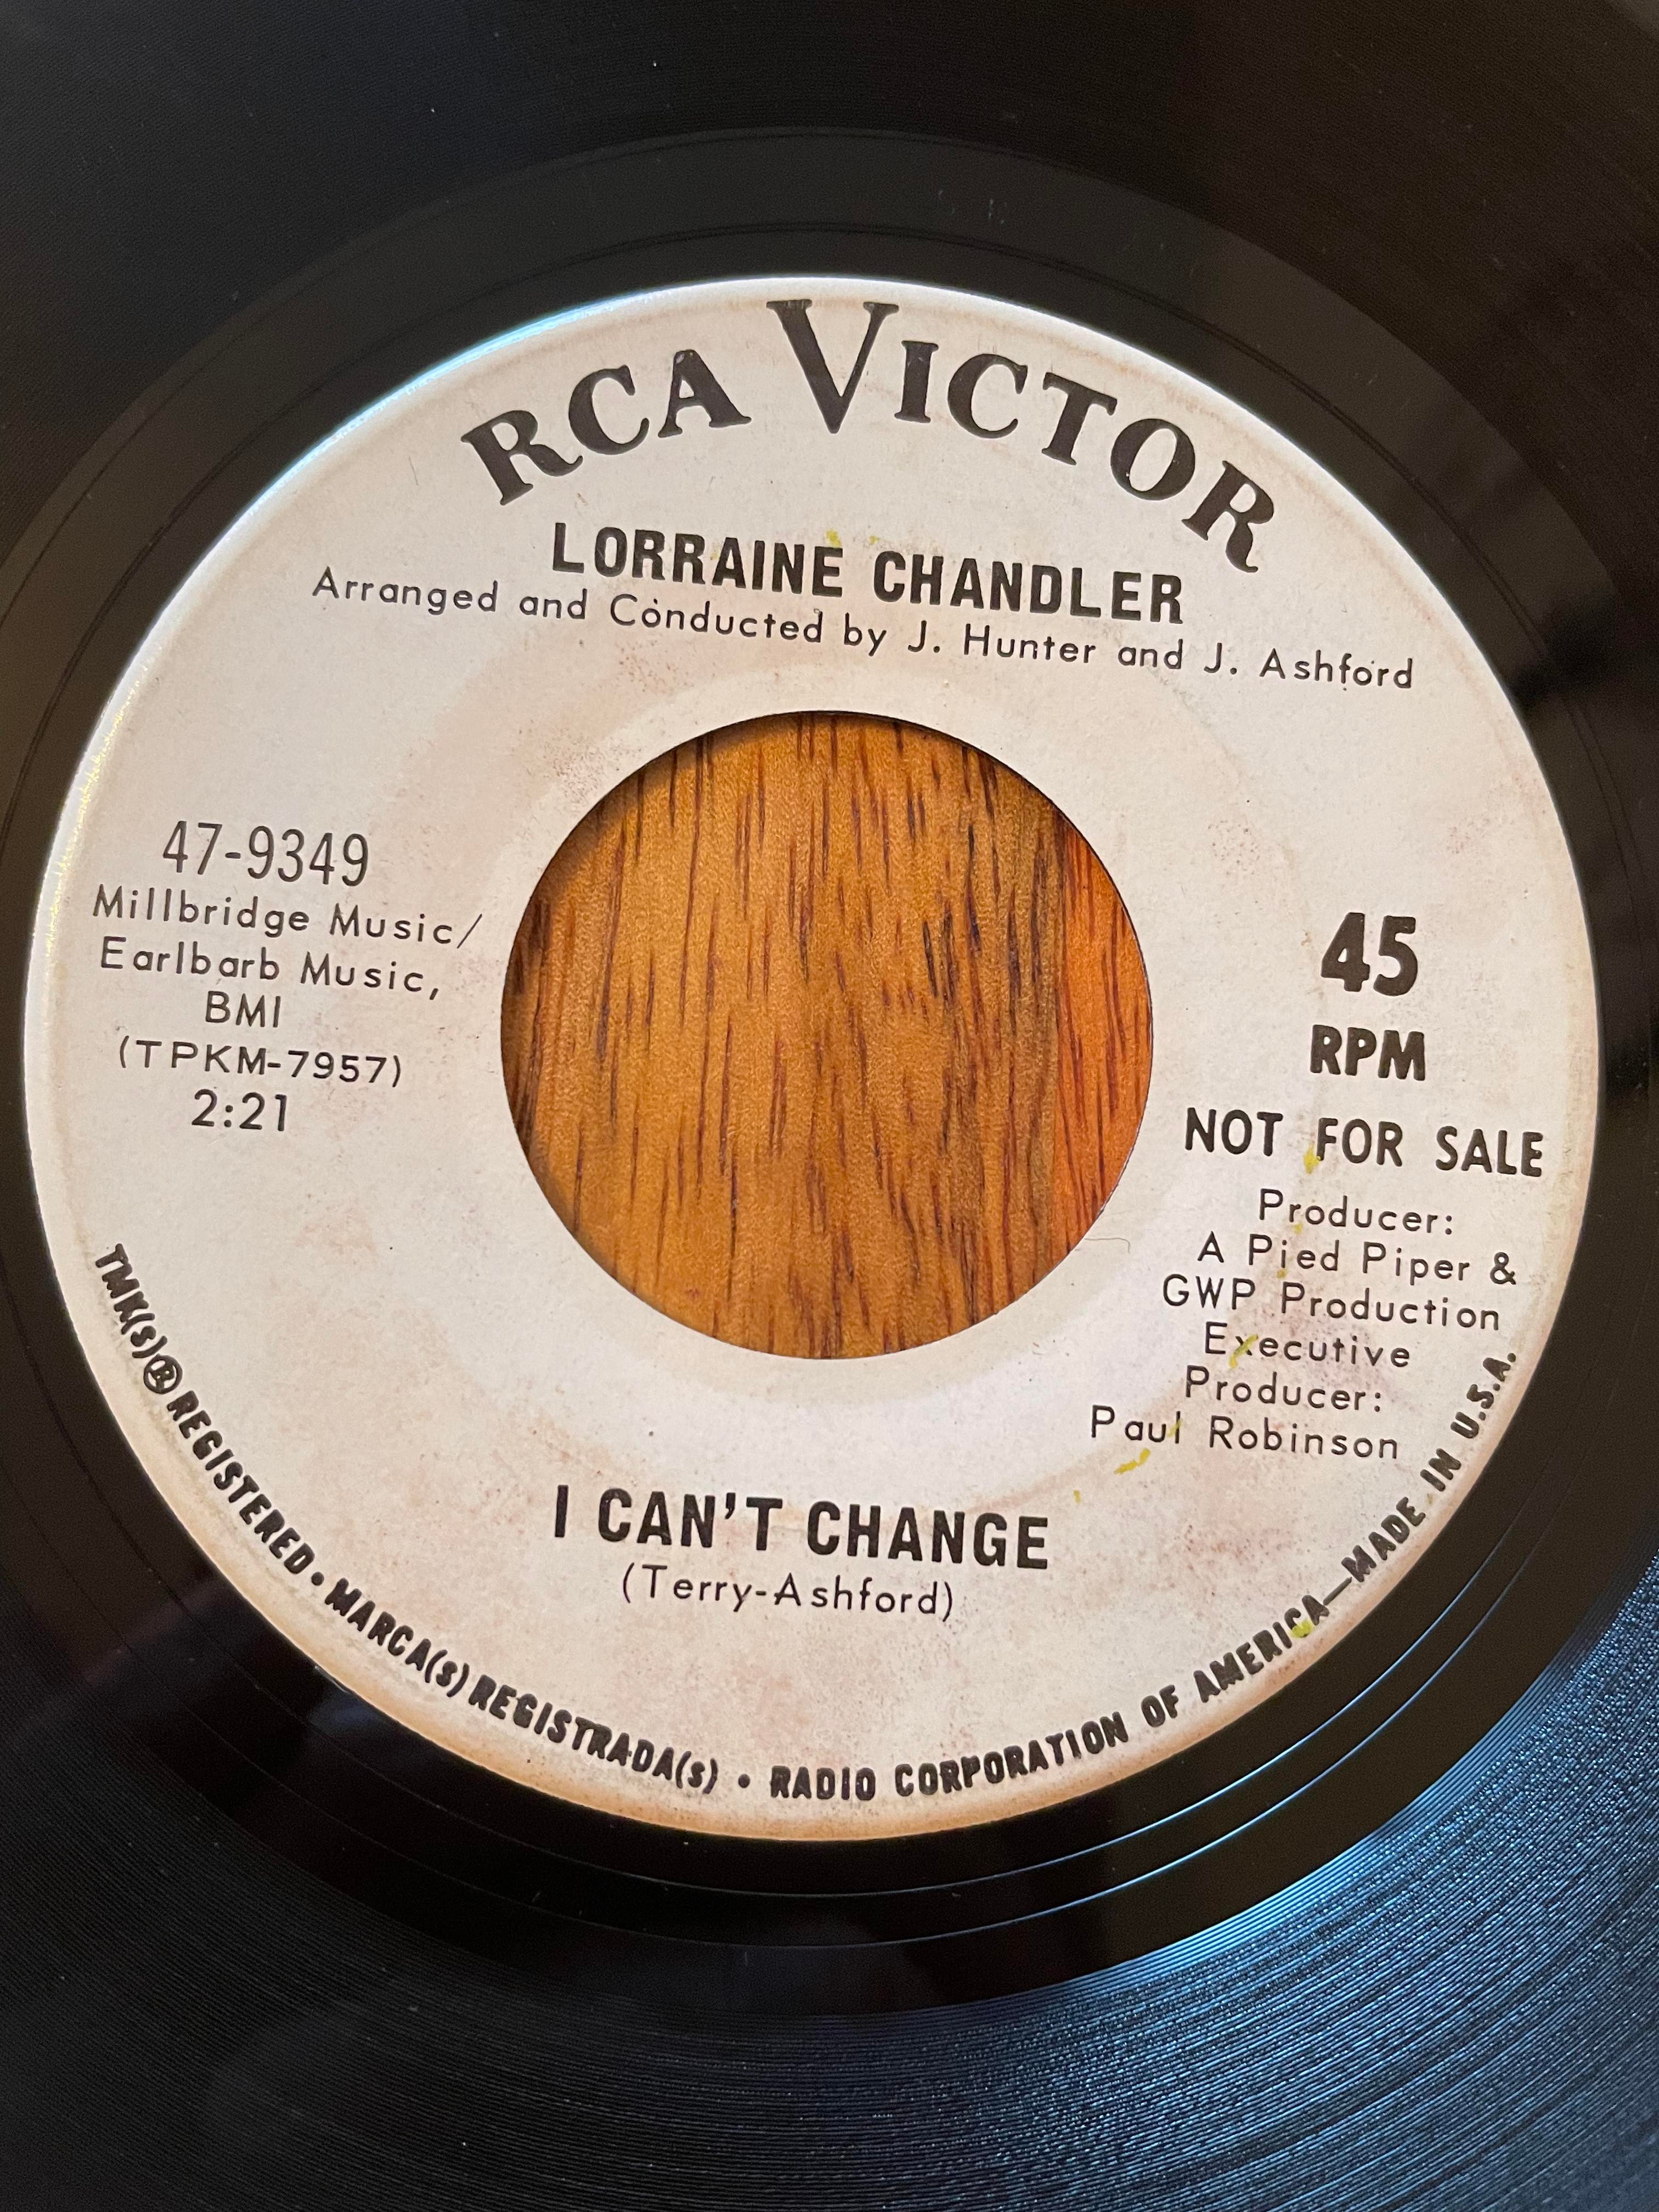 RCA VICTOR
LORRAINE CHANDLER
Arranged and Conducted by J. Hunter and J. Ashford
47-9349
Millbridge Music/
Earlbarb Music,
BMI
(TPKM-7957)
2:21
45
RPM
NOT FOR SALE
Producer:
A Pied Piper &
GWP Production
Executive
Producer:
Paul Robinson
I CAN'T CHANGE
(Terry-Ashford)
TMK(s) ® REGISTERED • MARCA(s) REGISTRADA(s) • RADIO CORPORATION OF AMERICA—MADE IN U.S.A.